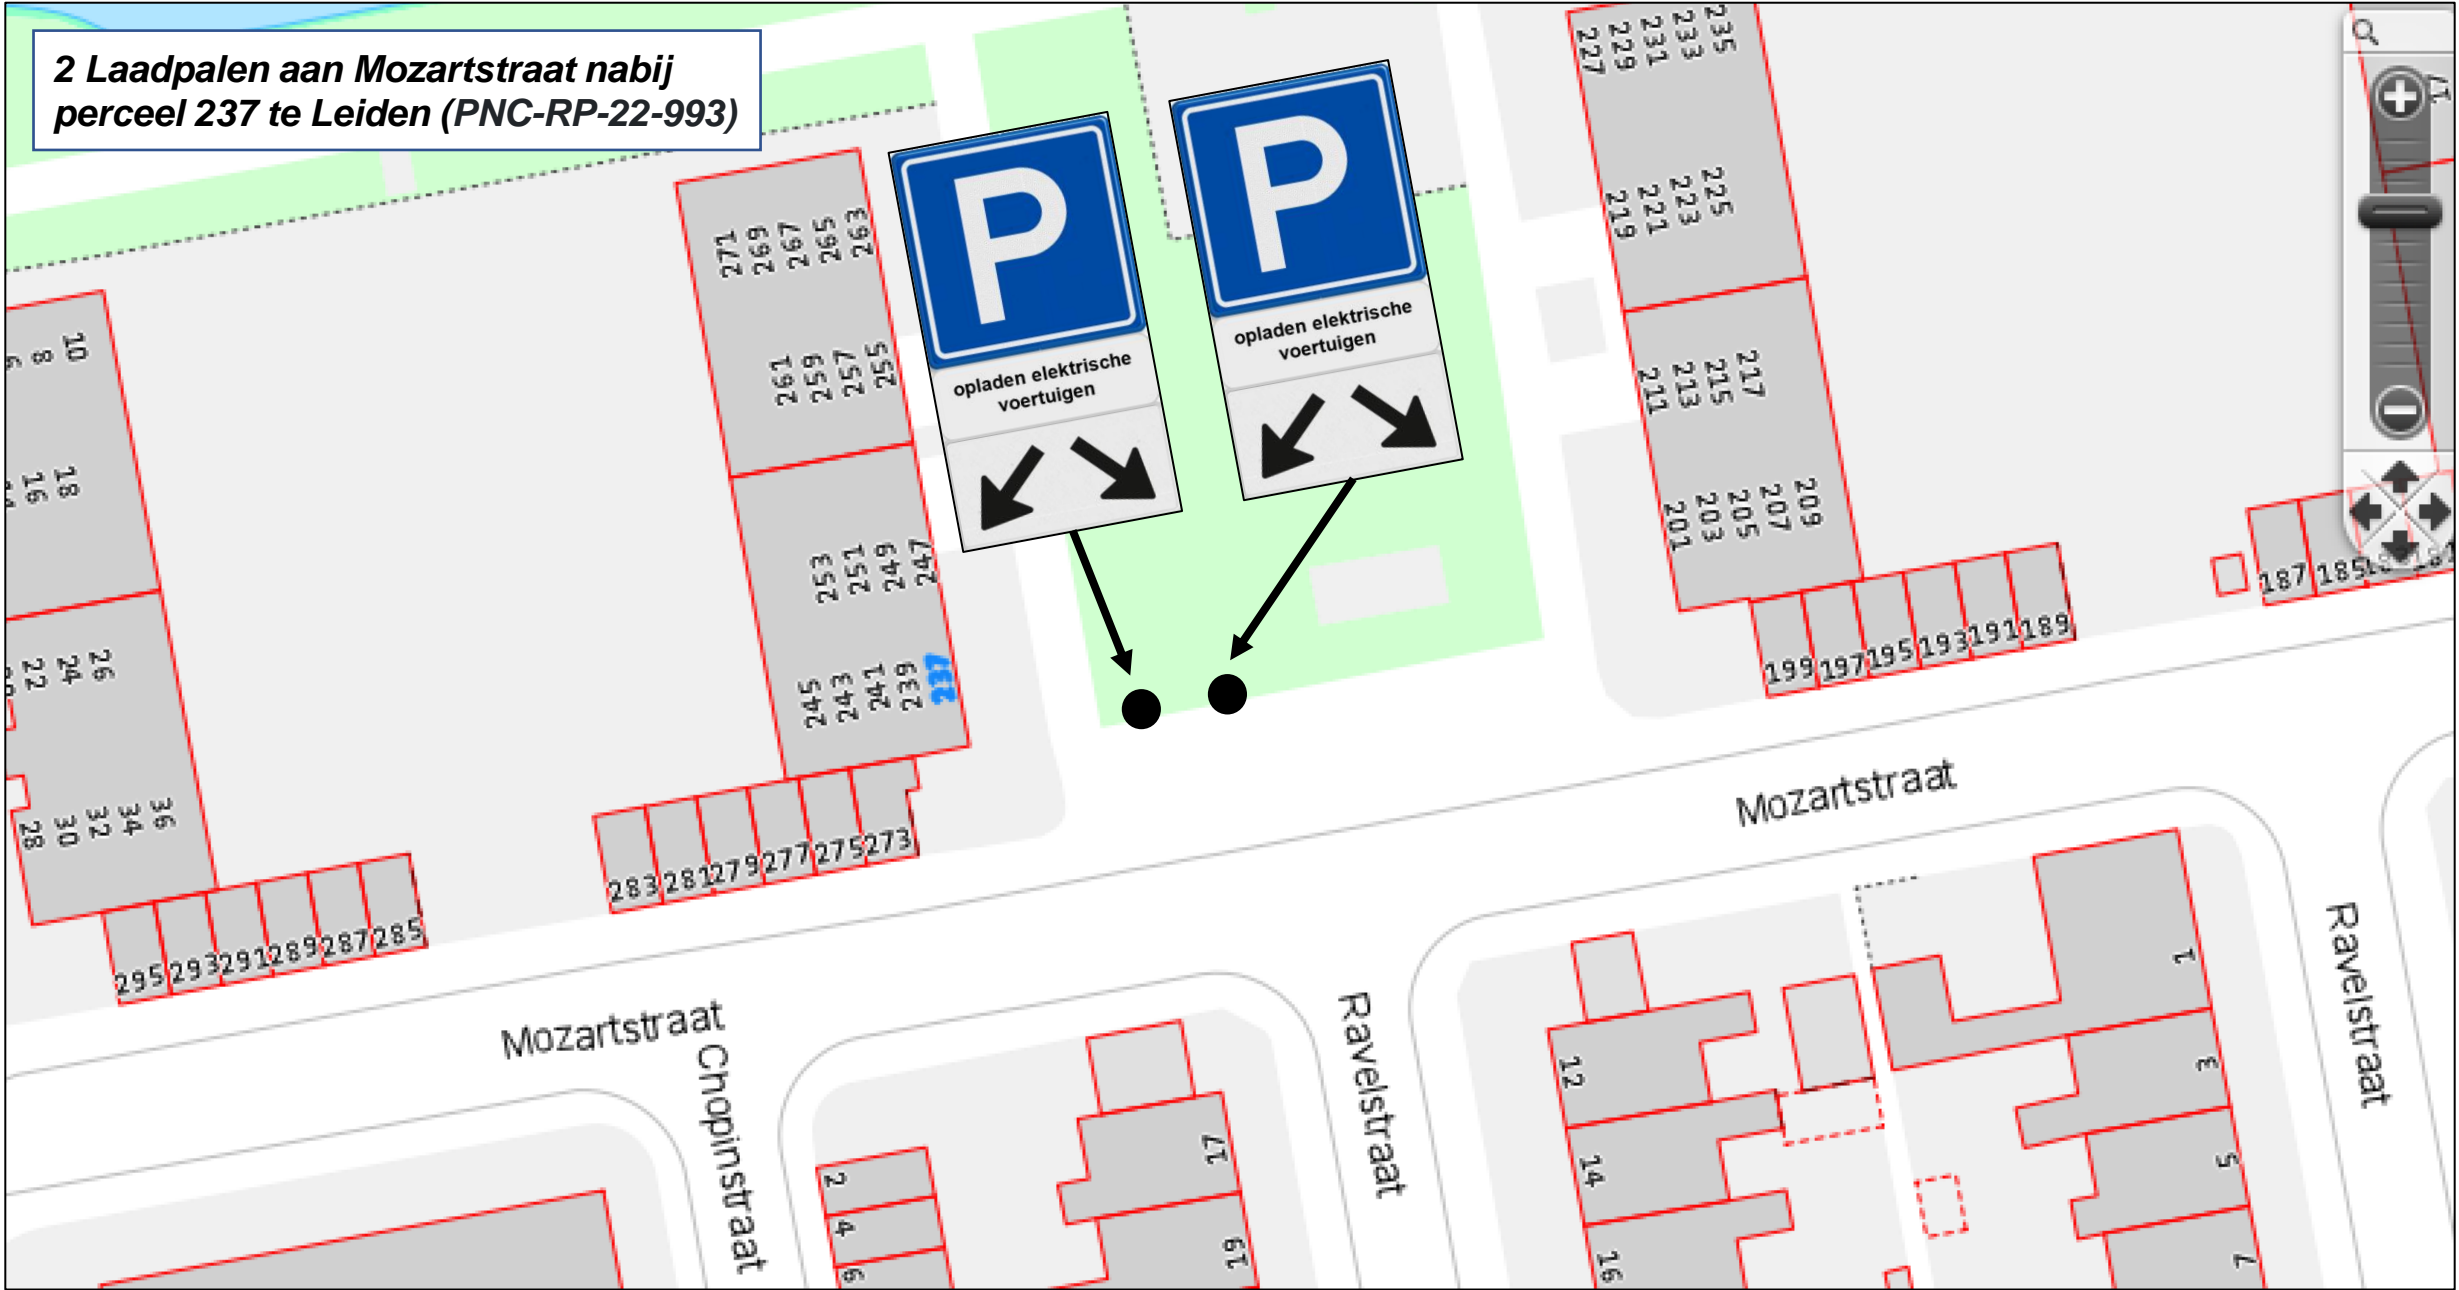 2 Laadpalen aan Mozartstraat nabij
perceel 237 te Leiden (PNC-RP-22-993)
P
opladen elektrische
voertuigen
P
opladen elektrische
voertuigen
227 229 231 233 235
219 221 223 225
211 213 215 217
201 203 205 207 209
199 197 195 193 191 189
187 185
271 269 267 265 263
261 259 257 255
253 251 249 247
245 243 241 239 237
283 281 279 277 275 273
8 10
16 18
22 24 26
28 30 32 34 36
295 293 291 289 287 285
Mozartstraat
Mozartstraat
Chopinstraat
Ravelstraat
Ravelstraat
2
4
6
17
19
12
14
16
1
3
5
7
17